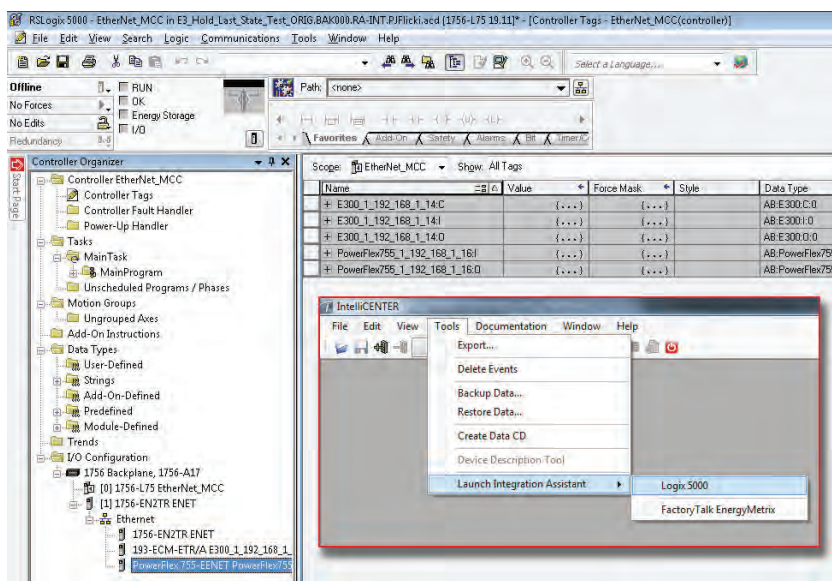 RSLogix 5000 - EtherNet_MCC in E3_Hold_Last_State_Test_ORIG.BAK000.RA-INT.PJFlicki.acd [1756-L75 19.11]* - [Controller Tags - EtherNet_MCC(controller)]
File Edit View Search Logic Communications Tools Window Help
Select a Language...
Offline
RUN
Path: <none>
No Forces
OK
Energy Storage
No Edits
I/O
Redundancy
Favorites Add-On Safety Alarms Bit Timer/C
Start Page
Controller Organizer
Scope: EtherNet_MCC Show: All Tags
Name Value Force Mask Style Data Type
E300_1_192_168_1_14:C {...} {...} AB:E300:C:0
E300_1_192_168_1_14:I {...} {...} AB:E300:I:0
E300_1_192_168_1_14:O {...} {...} AB:E300:O:0
PowerFlex755_1_192_168_1_16:I {...} {...} AB:PowerFlex75
PowerFlex755_1_192_168_1_16:O {...} {...} AB:PowerFlex75
Controller EtherNet_MCC
Controller Tags
Controller Fault Handler
Power-Up Handler
Tasks
MainTask
MainProgram
Unscheduled Programs / Phases
Motion Groups
Ungrouped Axes
Add-On Instructions
Data Types
User-Defined
Strings
Add-On-Defined
Predefined
Module-Defined
Trends
I/O Configuration
1756 Backplane, 1756-A17
[0] 1756-L75 EtherNet_MCC
[1] 1756-EN2TR ENET
Ethernet
1756-EN2TR ENET
193-ECM-ETR/A E300_1_192_168_1_
PowerFlex 755-EENET PowerFlex755
IntelliCENTER
File Edit View Tools Documentation Window Help
Export...
Delete Events
Backup Data...
Restore Data...
Create Data CD
Device Description Tool
Launch Integration Assistant
Logix 5000
FactoryTalk EnergyMetrix